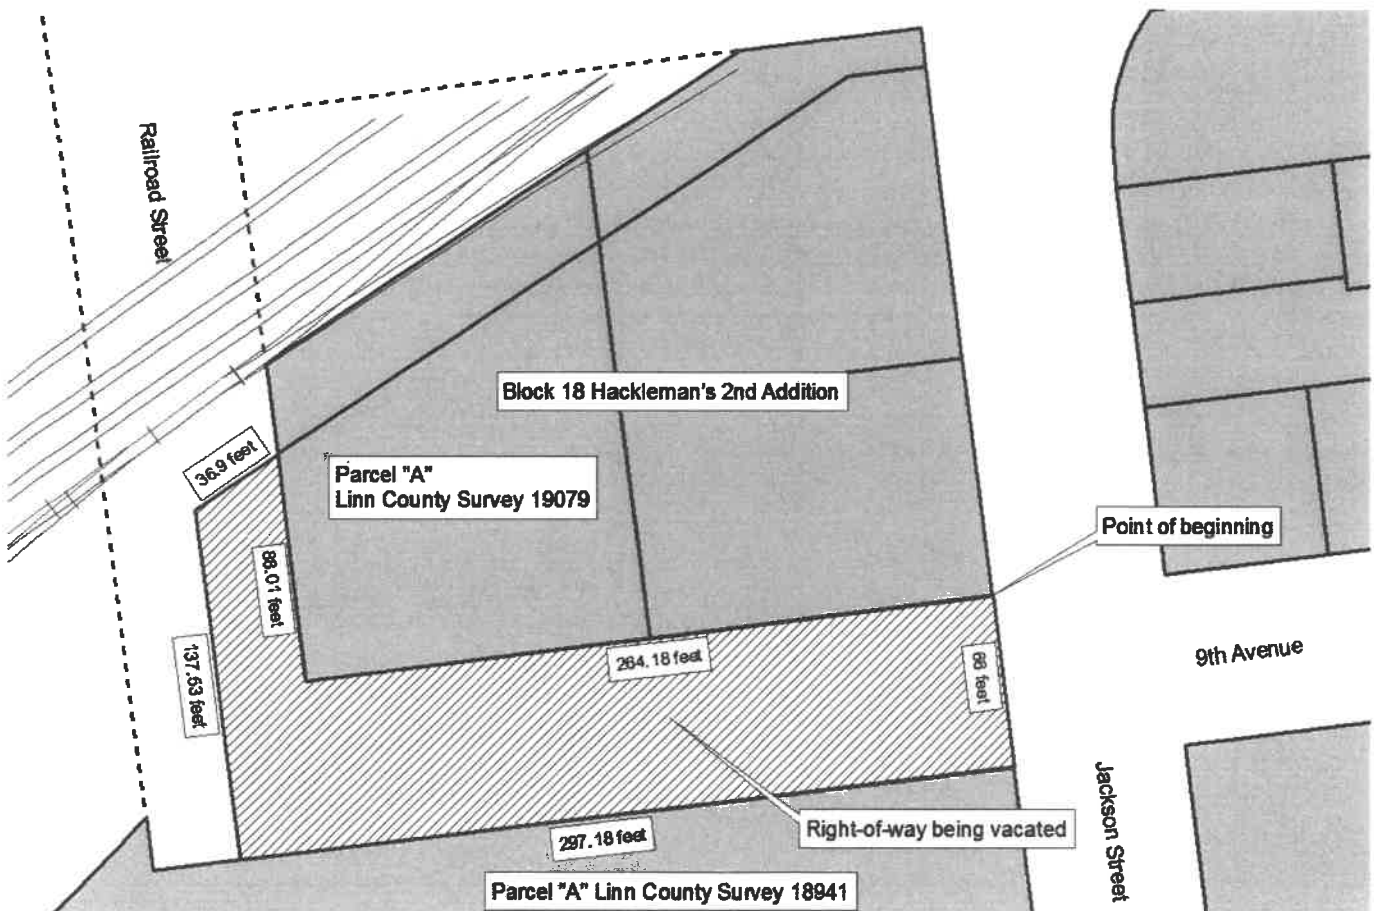 Railroad Street
Block 18 Hackleman's 2nd Addition
36.9 feet
Parcel "A"
Linn County Survey 19079
Point of beginning
88.01 feet
264.18 feet
66 feet
9th Avenue
137.53 feet
Right-of-way being vacated
Jackson Street
297.18 feet
Parcel "A" Linn County Survey 18941